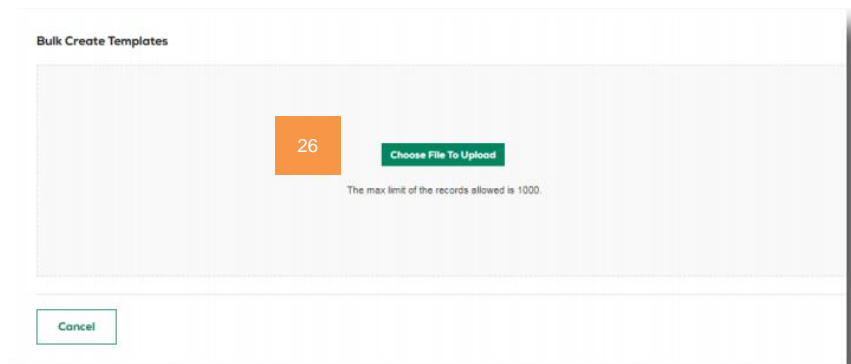 Bulk Create Templates
26
Choose File To Upload
The max limit of the records allowed is 1000.
Cancel